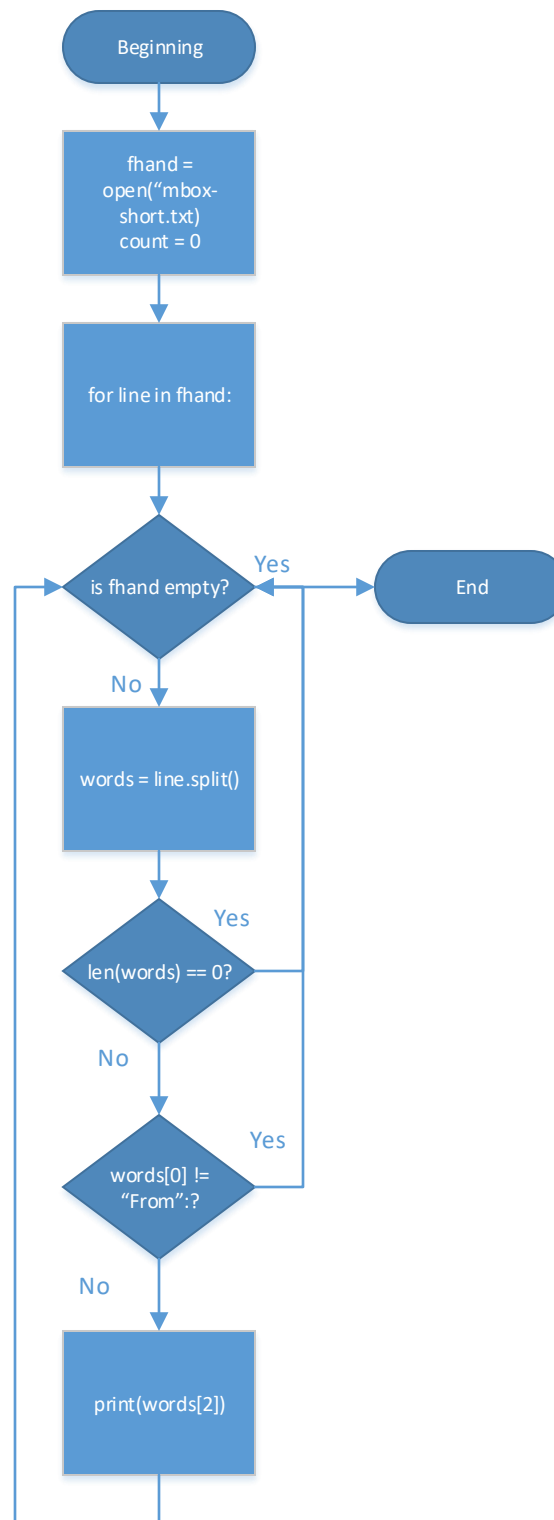 Beginning
fhand =
open(“mbox-
short.txt)
count = 0
for line in fhand:
is fhand empty?
Yes
End
No
words = line.split()
Yes
len(words) == 0?
No
Yes
words[0] !=
“From”:?
No
print(words[2])